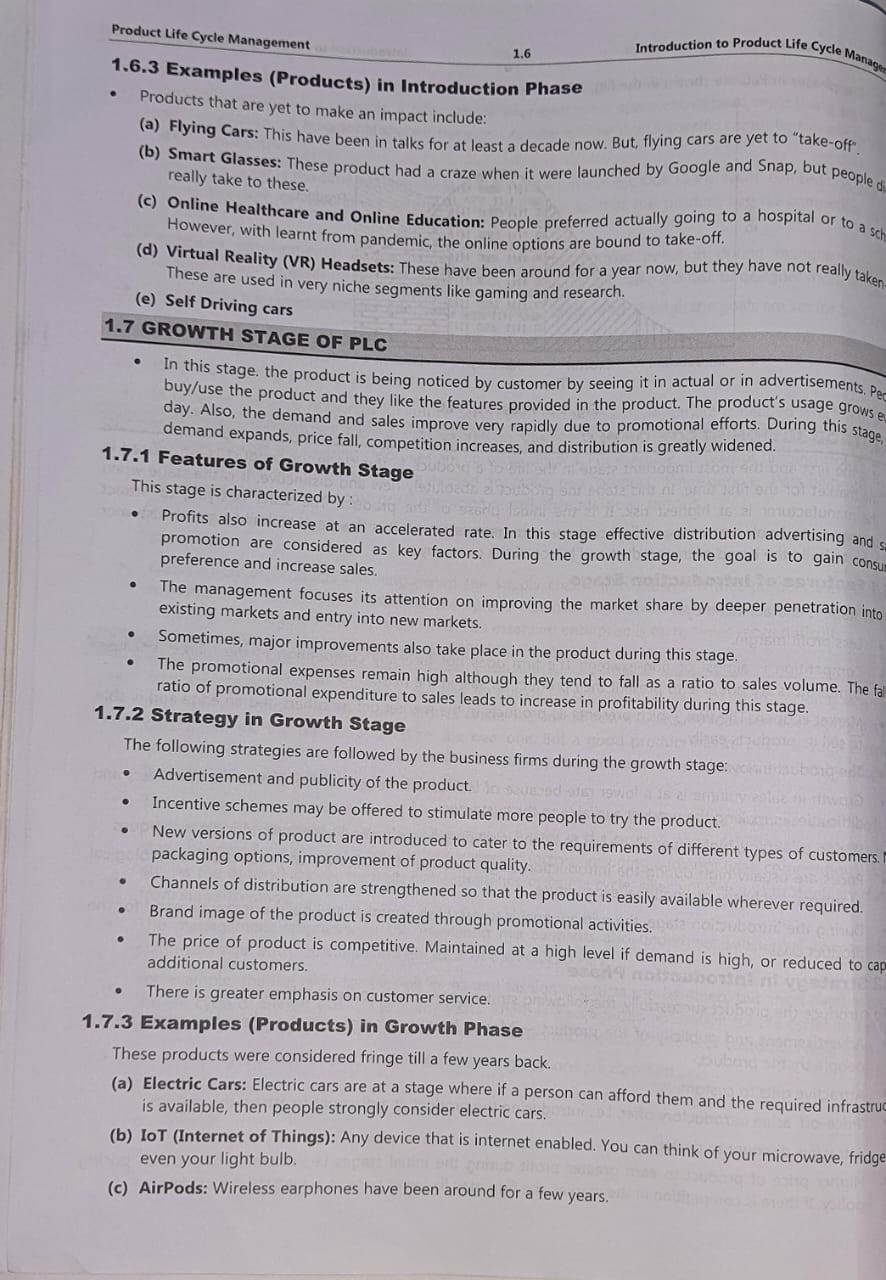 Product Life Cycle Management
1.6
Introduction to Product Life Cycle
1.6.3 Examples (Products) in Introduction Phase
• Products that are yet to make an impact include:
(a) Flying Cars: This have been in talks for at least a decade now. But, flying cars are yet to "take-off".
(b) Smart Glasses: These product had a craze when it were launched by Google and Snap, but people
really take to these.
(c) Online Healthcare and Online Education: People preferred actually going to a hospital or to a
However, with learnt from pandemic, the online options are bound to take-off.
(d) Virtual Reality (VR) Headsets: These have been around for a year now, but they have not really taken-
These are used in very niche segments like gaming and research.
(e) Self Driving cars
1.7 GROWTH STAGE OF PLC
• In this stage. the product is being noticed by customer by seeing it in actual or in advertisements.
buy/use the product and they like the features provided in the product. The product's usage grows
day. Also, the demand and sales improve very rapidly due to promotional efforts. During this stage,
demand expands, price fall, competition increases, and distribution is greatly widened.
1.7.1 Features of Growth Stage
This stage is characterized by :
• Profits also increase at an accelerated rate. In this stage effective distribution advertising and
promotion are considered as key factors. During the growth stage, the goal is to gain
preference and increase sales.
• The management focuses its attention on improving the market share by deeper penetration into
existing markets and entry into new markets.
• Sometimes, major improvements also take place in the product during this stage.
• The promotional expenses remain high although they tend to fall as a ratio to sales volume. The
ratio of promotional expenditure to sales leads to increase in profitability during this stage.
1.7.2 Strategy in Growth Stage
The following strategies are followed by the business firms during the growth stage:
• Advertisement and publicity of the product.
• Incentive schemes may be offered to stimulate more people to try the product.
• New versions of product are introduced to cater to the requirements of different types of customers.
packaging options, improvement of product quality.
• Channels of distribution are strengthened so that the product is easily available wherever required.
• Brand image of the product is created through promotional activities.
• The price of product is competitive. Maintained at a high level if demand is high, or reduced to
additional customers.
• There is greater emphasis on customer service.
1.7.3 Examples (Products) in Growth Phase
These products were considered fringe till a few years back.
(a) Electric Cars: Electric cars are at a stage where if a person can afford them and the required
is available, then people strongly consider electric cars.
(b) IoT (Internet of Things): Any device that is internet enabled. You can think of your microwave, fridge
even your light bulb.
(c) AirPods: Wireless earphones have been around for a few years.